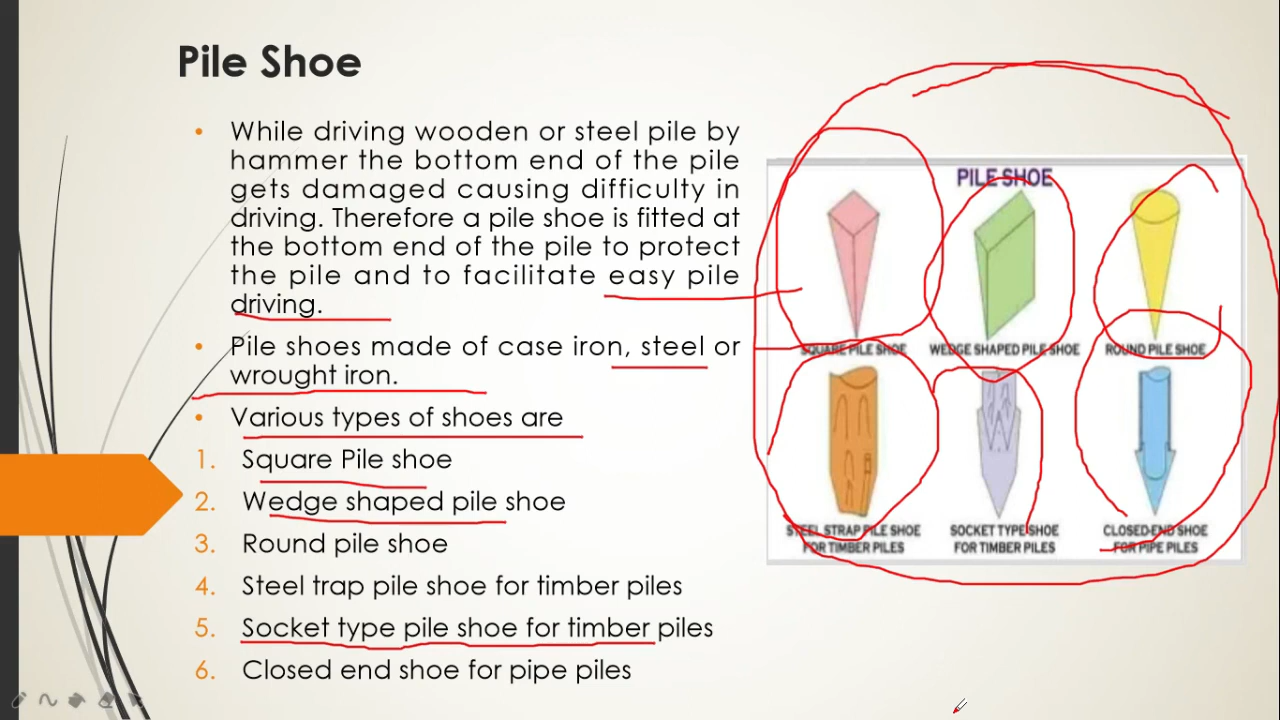 Pile Shoe
• While driving wooden or steel pile by
hammer the bottom end of the pile
gets damaged causing difficulty in
driving. Therefore a pile shoe is fitted at
the bottom end of the pile to protect
the pile and to facilitate easy pile
driving.
• Pile shoes made of case iron, steel or
wrought iron.
• Various types of shoes are
1. Square Pile shoe
2. Wedge shaped pile shoe
3. Round pile shoe
4. Steel trap pile shoe for timber piles
5. Socket type pile shoe for timber piles
6. Closed end shoe for pipe piles
PILE SHOE
SQUARE PILE SHOE
WEDGE SHAPED PILE SHOE
ROUND PILE SHOE
STEEL STRAP PILE SHOE
FOR TIMBER PILES
SOCKET TYPE SHOE
FOR TIMBER PILES
CLOSED-END SHOE
FOR PIPE PILES